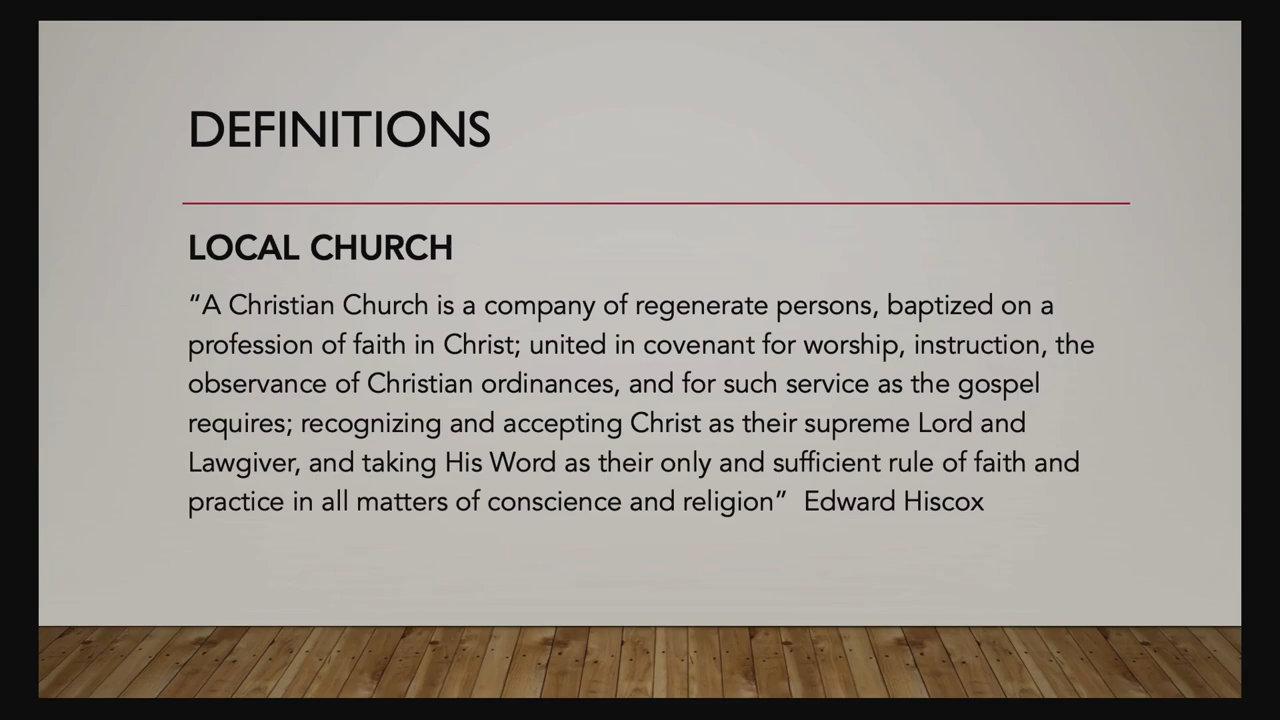 DEFINITIONS
LOCAL CHURCH
“A Christian Church is a company of regenerate persons, baptized on a
profession of faith in Christ; united in covenant for worship, instruction, the
observance of Christian ordinances, and for such service as the gospel
requires; recognizing and accepting Christ as their supreme Lord and
Lawgiver, and taking His Word as their only and sufficient rule of faith and
practice in all matters of conscience and religion” Edward Hiscox